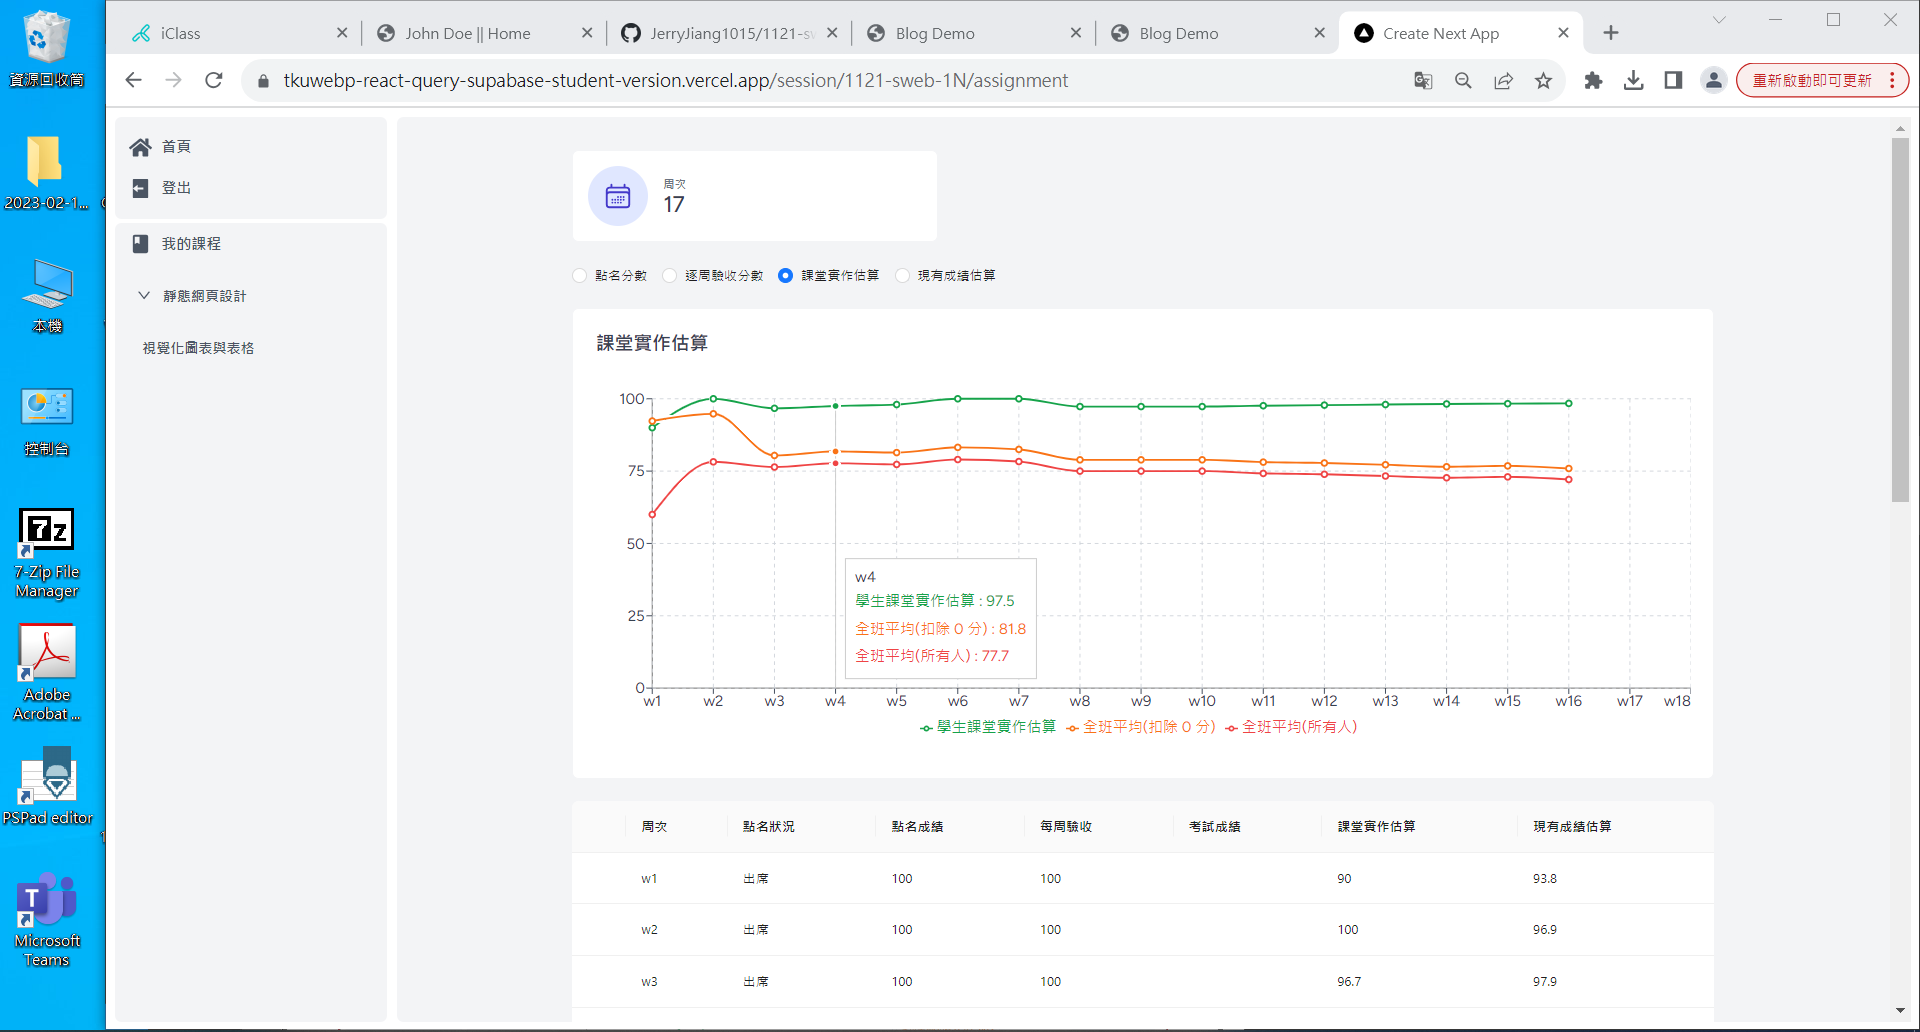 資源回收筒
2023-02-1...
本機
控制台
7-Zip File
Manager
Adobe
Acrobat ...
PSPad editor
Microsoft
Teams
iClass
John Doe || Home
JerryJiang1015/1121-sw
Blog Demo
Blog Demo
Create Next App
tkuwebp-react-query-supabase-student-version.vercel.app/session/1121-sweb-1N/assignment
重新啟動即可更新
首頁
登出
我的課程
靜態網頁設計
視覺化圖表與表格
周次
17
點名分數 逐周驗收分數 課堂實作估算 現有成績估算
課堂實作估算
100
75
50
25
0
w4
學生課堂實作估算 : 97.5
全班平均(扣除 0 分) : 81.8
全班平均(所有人) : 77.7
w1 w2 w3 w4 w5 w6 w7 w8 w9 w10 w11 w12 w13 w14 w15 w16 w17 w18
學生課堂實作估算 全班平均(扣除 0 分) 全班平均(所有人)
周次 點名狀況 點名成績 每周驗收 考試成績 課堂實作估算 現有成績估算
w1 出席 100 100 90 93.8
w2 出席 100 100 100 96.9
w3 出席 100 100 96.7 97.9